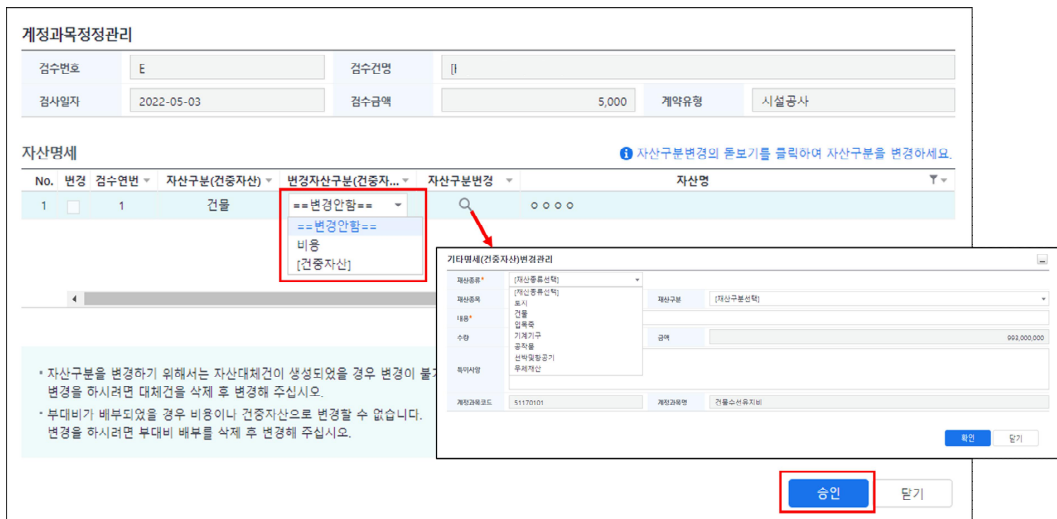 계정과목정정관리
검수번호 E 검수건명 [
검사일자 2022-05-03 검수금액 5,000 계약유형 시설공사
자산명세
자산구분변경의 돋보기를 클릭하여 자산구분을 변경하세요.
No. 변경 검수연번 자산구분(건중자산) 변경자산구분(건중자... 자산구분변경 자산명
1 1 건물 ==변경안함== ㅇㅇㅇㅇ
==변경안함==
비용
[건중자산]
기타명세(건중자산)변경관리
재산종류* [재산종류선택]
[재산종류선택]
토지
건물
입목죽
기계기구
공작물
선박및항공기
무체재산
재산종목 재산구분 [재산구분선택]
내용*
수량 금액 993,000,000
특이사항
계정과목코드 51170101 계정과목명 건물수선유지비
확인 닫기
* 자산구분을 변경하기 위해서는 자산대체건이 생성되었을 경우 변경이 불
변경을 하시려면 대체건을 삭제 후 변경해 주십시오.
* 부대비가 배부되었을 경우 비용이나 건중자산으로 변경할 수 없습니다.
변경을 하시려면 부대비 배부를 삭제 후 변경해 주십시오.
승인 닫기